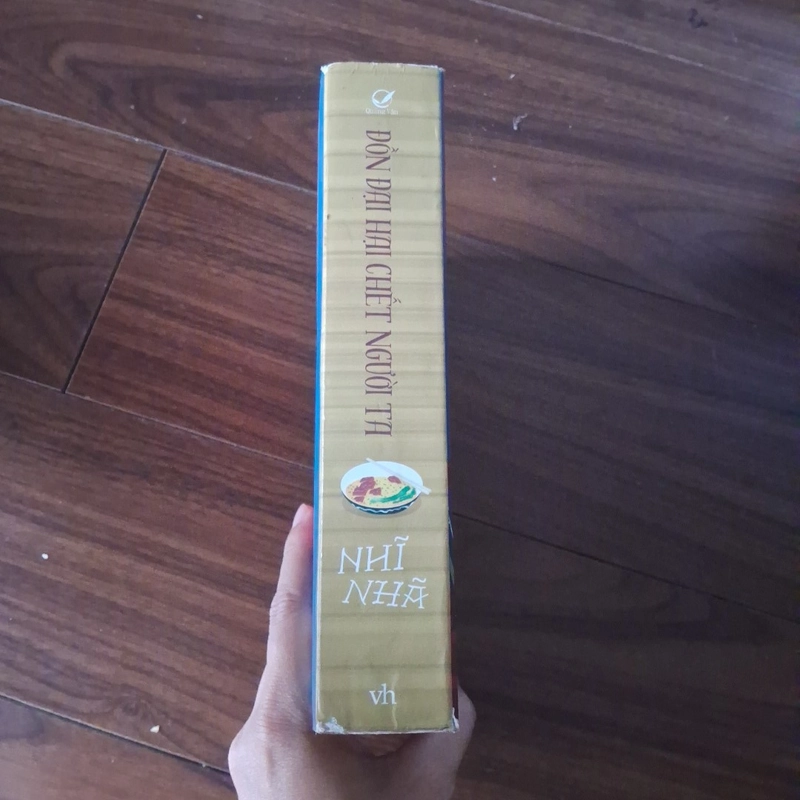 ĐỒN ĐẠI HẠI CHẾT NGƯỜI TA
NHĨ
NHÃ
vh